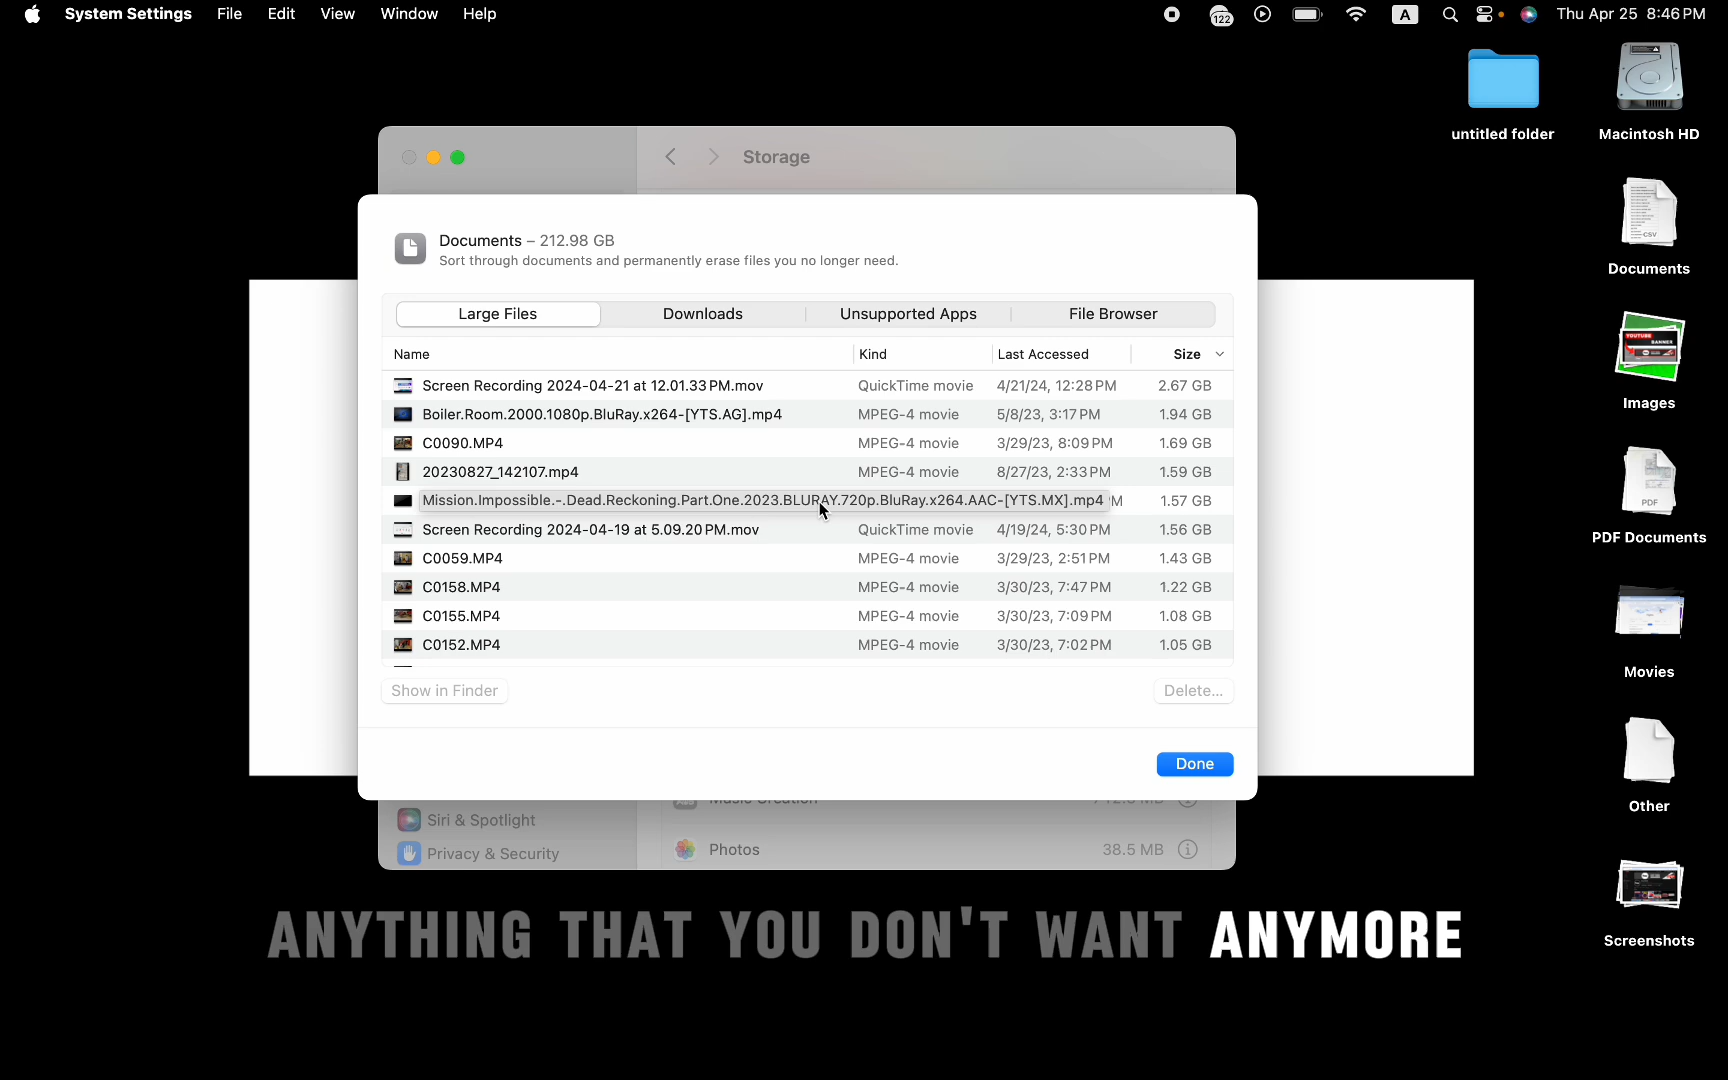 System Settings File Edit View Window Help 122 A Thu Apr 25 8:46 PM
untitled folder Macintosh HD
Storage
CSV
Documents
Documents – 212.98 GB
Sort through documents and permanently erase files you no longer need.
Large Files Downloads Unsupported Apps File Browser
Name Kind Last Accessed Size
Screen Recording 2024-04-21 at 12.01.33 PM.mov QuickTime movie 4/21/24, 12:28 PM 2.67 GB
Boiler.Room.2000.1080p.BluRay.x264-[YTS.AG].mp4 MPEG-4 movie 5/8/23, 3:17 PM 1.94 GB
C0090.MP4 MPEG-4 movie 3/29/23, 8:09 PM 1.69 GB
20230827_142107.mp4 MPEG-4 movie 8/27/23, 2:33 PM 1.59 GB
Mission.Impossible.-.Dead.Reckoning.Part.One.2023.BLURAY.720p.BluRay.x264.AAC-[YTS.MX].mp4 1.57 GB
Screen Recording 2024-04-19 at 5.09.20 PM.mov QuickTime movie 4/19/24, 5:30 PM 1.56 GB
C0059.MP4 MPEG-4 movie 3/29/23, 2:51 PM 1.43 GB
C0158.MP4 MPEG-4 movie 3/30/23, 7:47 PM 1.22 GB
C0155.MP4 MPEG-4 movie 3/30/23, 7:09 PM 1.08 GB
C0152.MP4 MPEG-4 movie 3/30/23, 7:02 PM 1.05 GB
Show in Finder Delete...
Done
YOUTUBE
BANNER
Images
PDF
PDF Documents
Movies
Other
Screenshots
Siri & Spotlight
Privacy & Security
Photos 38.5 MB
ANYTHING THAT YOU DON'T WANT ANYMORE